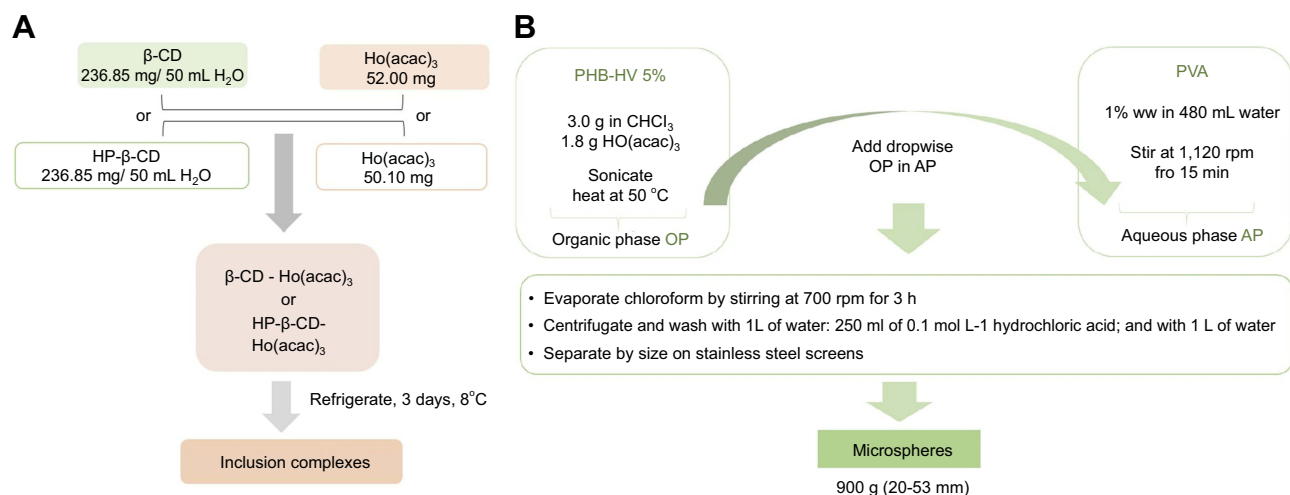 A
β-CD
236.85 mg/ 50 mL H₂O
Ho(acac)₃
52.00 mg
or
or
HP-β-CD
236.85 mg/ 50 mL H₂O
Ho(acac)₃
50.10 mg
β-CD - Ho(acac)₃
or
HP-β-CD-
Ho(acac)₃
Refrigerate, 3 days, 8°C
Inclusion complexes
B
PHB-HV 5%
3.0 g in CHCl₃
1.8 g HO(acac)₃
Sonicate
heat at 50 °C
Organic phase OP
Add dropwise
OP in AP
PVA
1% ww in 480 mL water
Stir at 1,120 rpm
fro 15 min
Aqueous phase AP
• Evaporate chloroform by stirring at 700 rpm for 3 h
• Centrifugate and wash with 1L of water: 250 ml of 0.1 mol L-1 hydrochloric acid; and with 1 L of water
• Separate by size on stainless steel screens
Microspheres
900 g (20-53 mm)